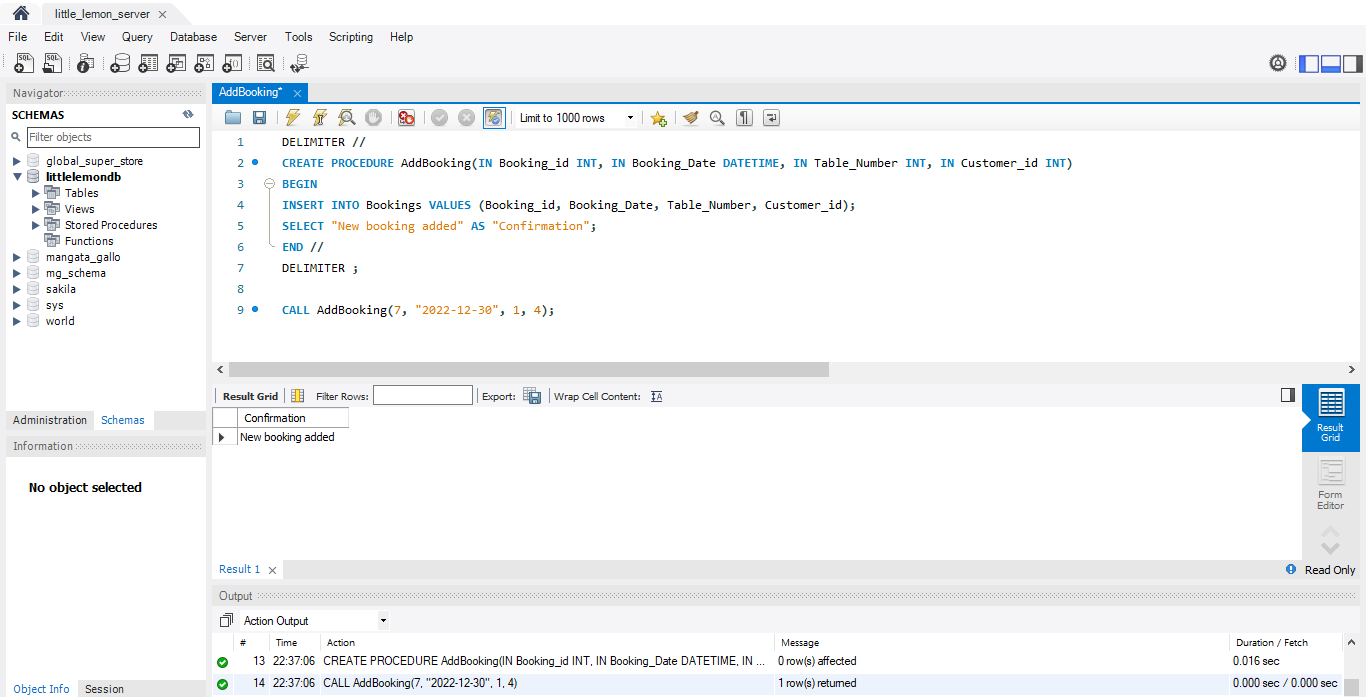 little_lemon_server
File Edit View Query Database Server Tools Scripting Help
Navigator
SCHEMAS
Filter objects
global_super_store
littlelemondb
Tables
Views
Stored Procedures
Functions
mangata_gallo
mg_schema
sakila
sys
world
Administration Schemas
Information
No object selected
Object Info Session
AddBooking*
Limit to 1000 rows
1 DELIMITER //
2 CREATE PROCEDURE AddBooking(IN Booking_id INT, IN Booking_Date DATETIME, IN Table_Number INT, IN Customer_id INT)
3 BEGIN
4 INSERT INTO Bookings VALUES (Booking_id, Booking_Date, Table_Number, Customer_id);
5 SELECT "New booking added" AS "Confirmation";
6 END //
7 DELIMITER ;
8
9 CALL AddBooking(7, "2022-12-30", 1, 4);
Result Grid Filter Rows: Export: Wrap Cell Content:
Confirmation
New booking added
Result
Grid
Form
Editor
Result 1
Read Only
Output
Action Output
# Time Action Message Duration / Fetch
13 22:37:06 CREATE PROCEDURE AddBooking(IN Booking_id INT, IN Booking_Date DATETIME, IN ... 0 row(s) affected 0.016 sec
14 22:37:06 CALL AddBooking(7, "2022-12-30", 1, 4) 1 row(s) returned 0.000 sec / 0.000 sec